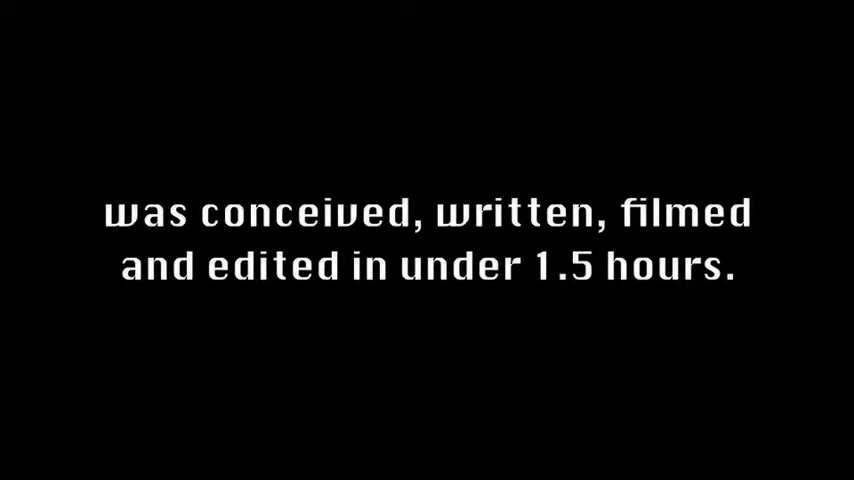 was conceived, written, filmed
and edited in under 1.5 hours.